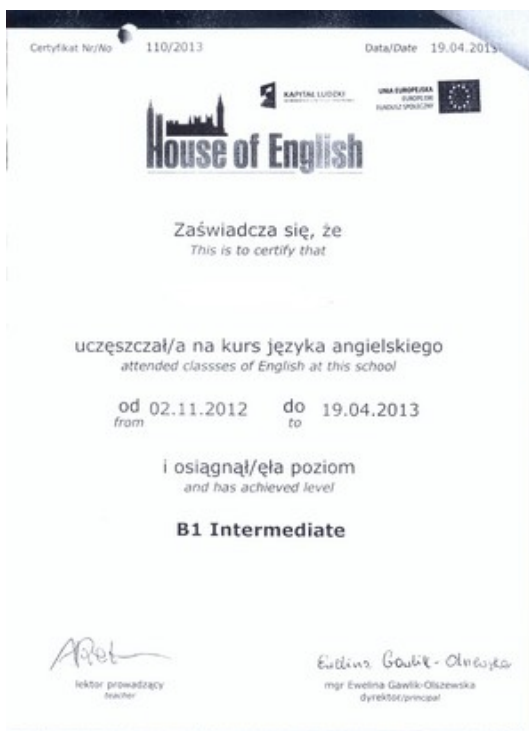 Certyfikat Nr/No 110/2013 Data/Date 19.04.2013
KAPITAŁ LUDZKI
UNIA EUROPEJSKA
EUROPEJSKI
FUNDUSZ SPOŁECZNY
House of English
Zaświadcza się, że
This is to certify that
uczęszczał/a na kurs języka angielskiego
attended classses of English at this school
od 02.11.2012 do 19.04.2013
from to
i osiągnął/ęła poziom
and has achieved level
B1 Intermediate
Ewelina Gawlik-Olszewska
lektor prowadzący
teacher
mgr Ewelina Gawlik-Olszewska
dyrektor/principal